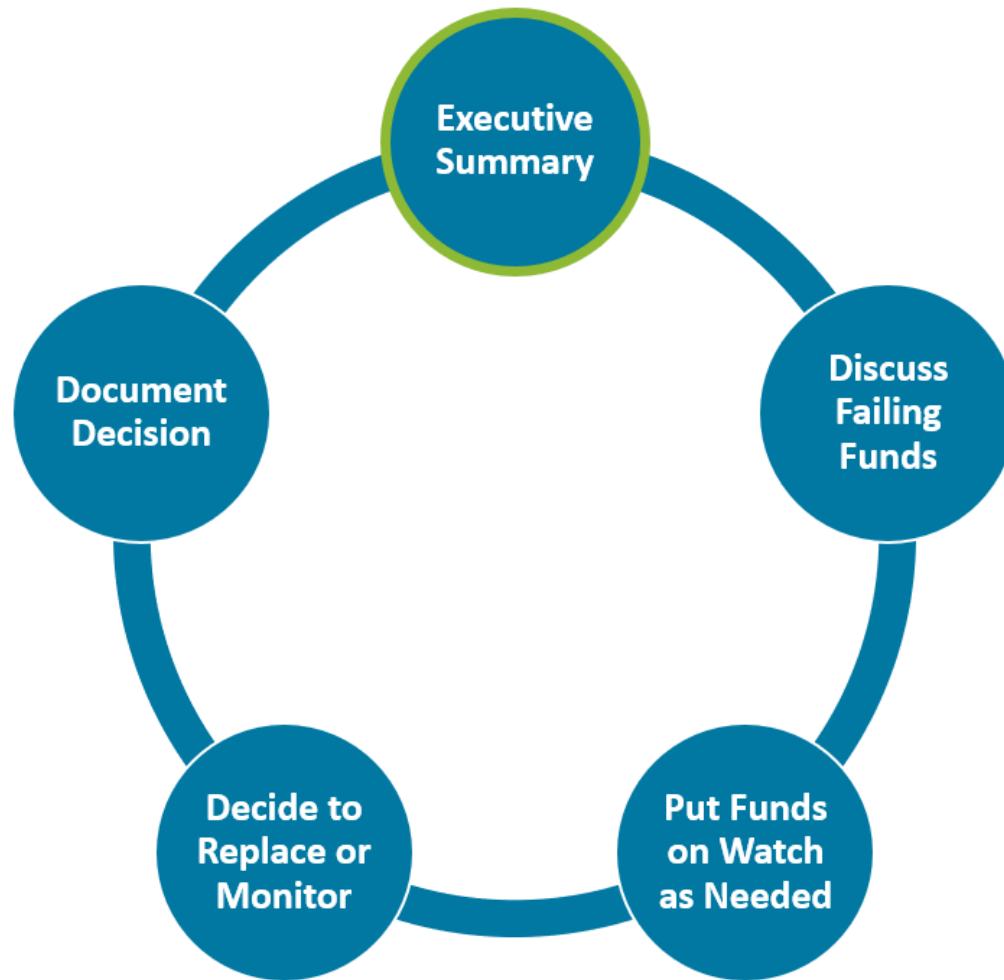 Executive
Summary
Discuss
Failing
Funds
Put Funds
on Watch
as Needed
Decide to
Replace or
Monitor
Document
Decision